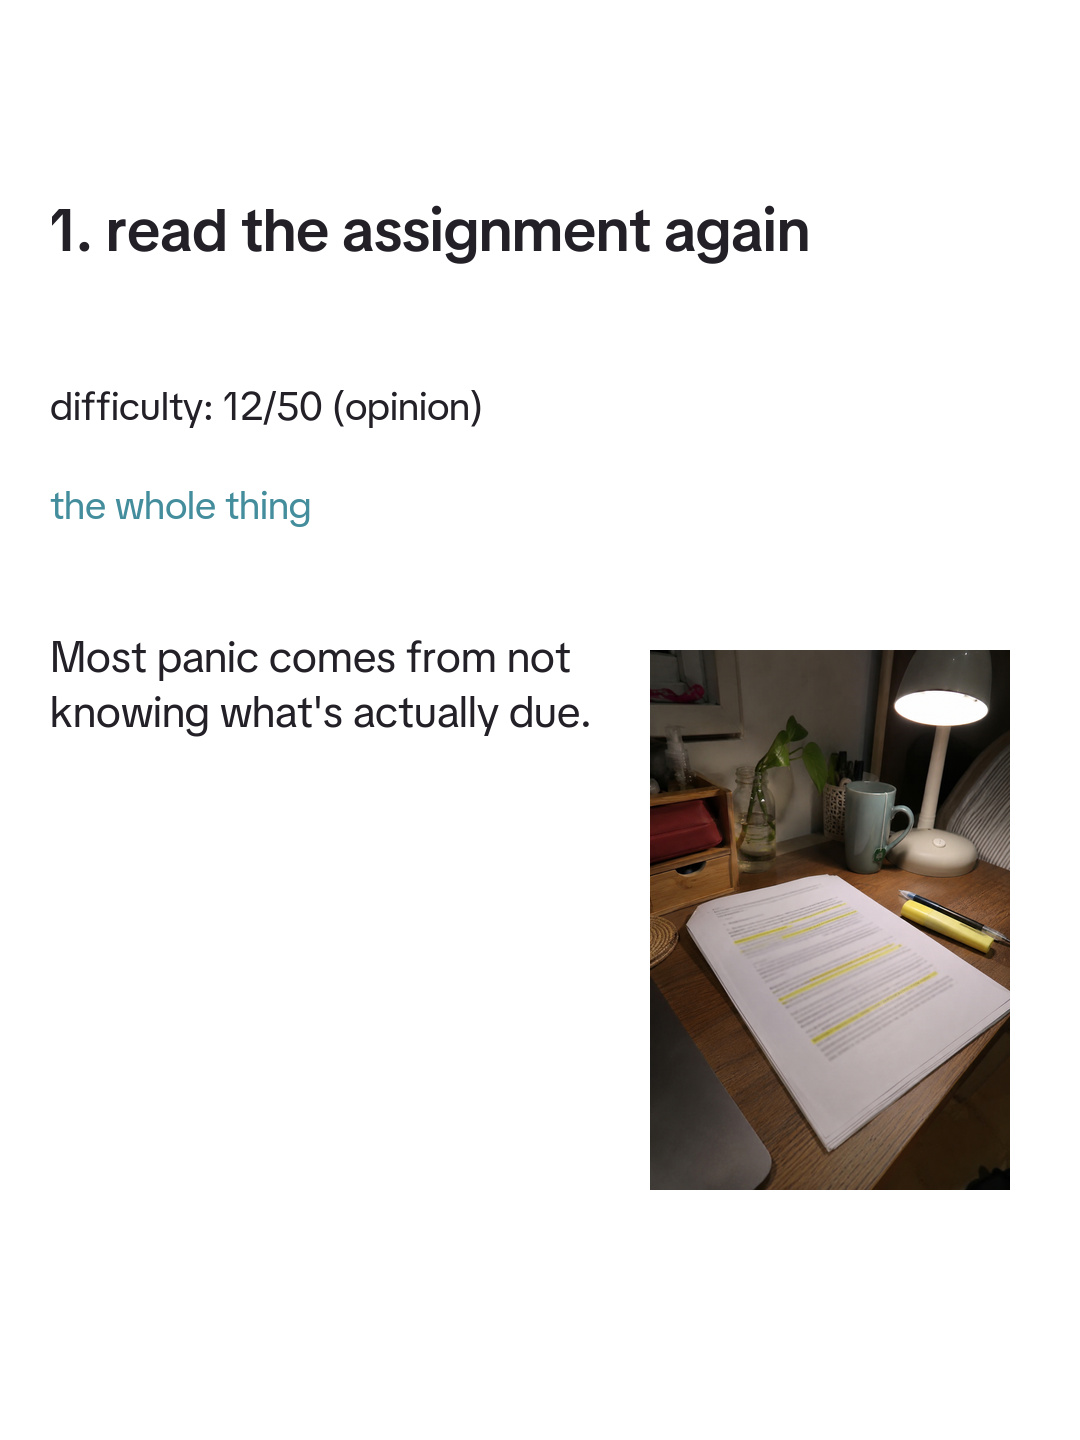 1. read the assignment again
difficulty: 12/50 (opinion)
the whole thing
Most panic comes from not
knowing what's actually due.